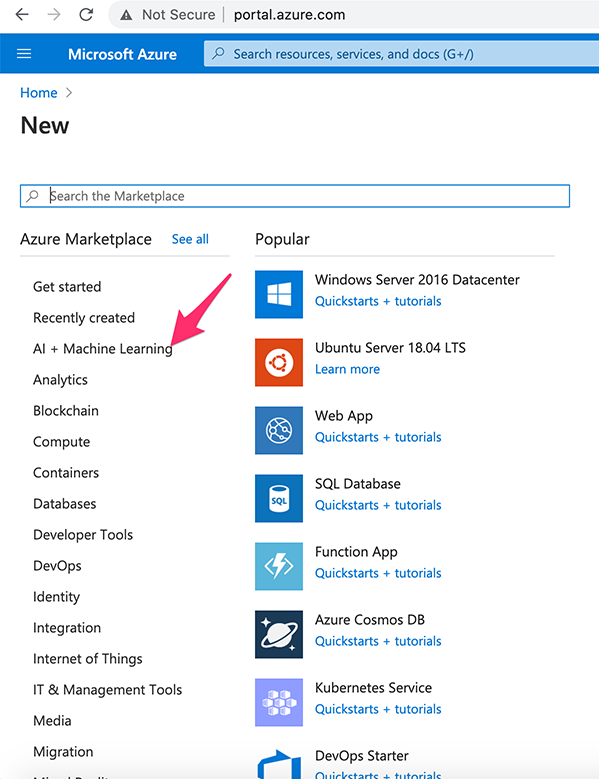 Not Secure | portal.azure.com
Microsoft Azure
Search resources, services, and docs (G+/)
Home
New
Search the Marketplace
Azure Marketplace See all
Get started
Recently created
AI + Machine Learning
Analytics
Blockchain
Compute
Containers
Databases
Developer Tools
DevOps
Identity
Integration
Internet of Things
IT & Management Tools
Media
Migration
Popular
Windows Server 2016 Datacenter
Quickstarts + tutorials
Ubuntu Server 18.04 LTS
Learn more
Web App
Quickstarts + tutorials
SQL
SQL Database
Quickstarts + tutorials
Function App
Quickstarts + tutorials
Azure Cosmos DB
Quickstarts + tutorials
Kubernetes Service
Quickstarts + tutorials
DevOps Starter
Quickstarts + tutorials